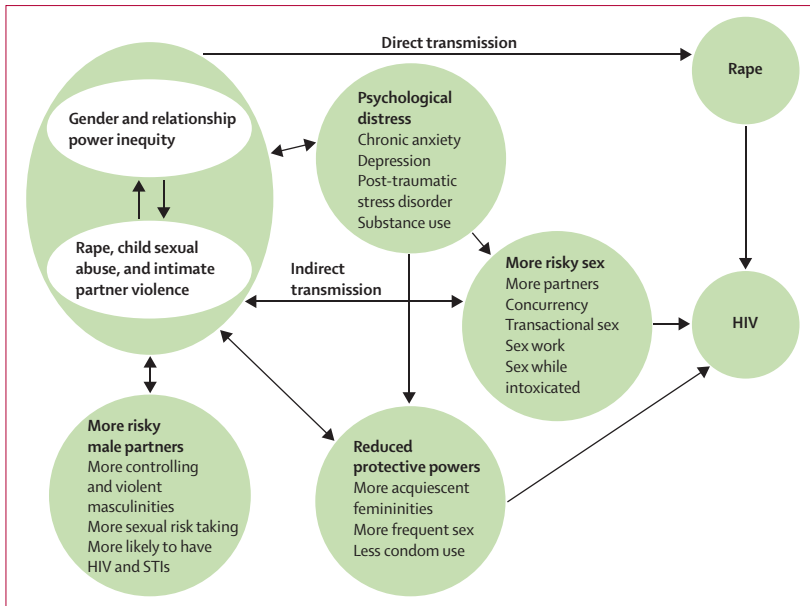 Direct transmission
Rape
Gender and relationship
power inequity
Psychological
distress
Chronic anxiety
Depression
Post-traumatic
stress disorder
Substance use
Rape, child sexual
abuse, and intimate
partner violence
Indirect
transmission
More risky sex
More partners
Concurrency
Transactional sex
Sex work
Sex while
intoxicated
HIV
More risky
male partners
More controlling
and violent
masculinities
More sexual risk taking
More likely to have
HIV and STIs
Reduced
protective powers
More acquiescent
femininities
More frequent sex
Less condom use